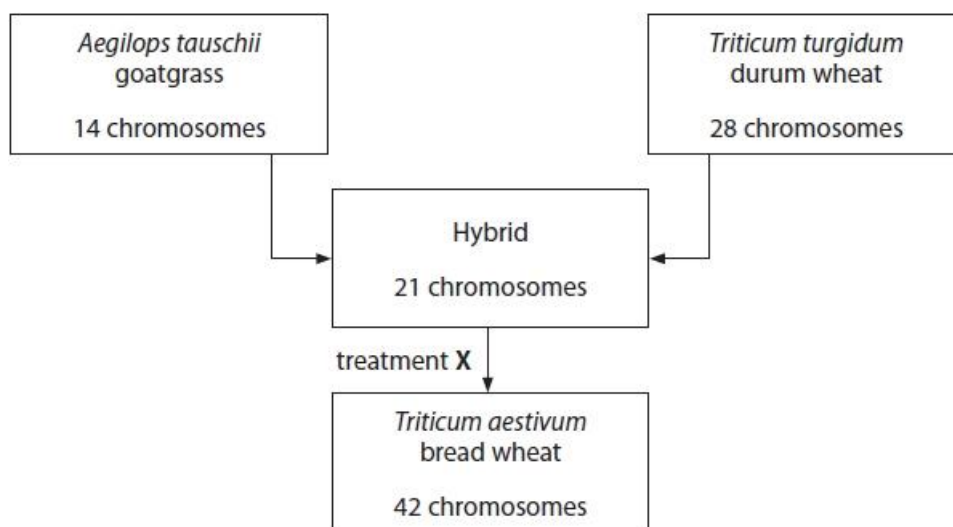 Aegilops tauschii
goatgrass
14 chromosomes
Triticum turgidum
durum wheat
28 chromosomes
Hybrid
21 chromosomes
treatment X
Triticum aestivum
bread wheat
42 chromosomes